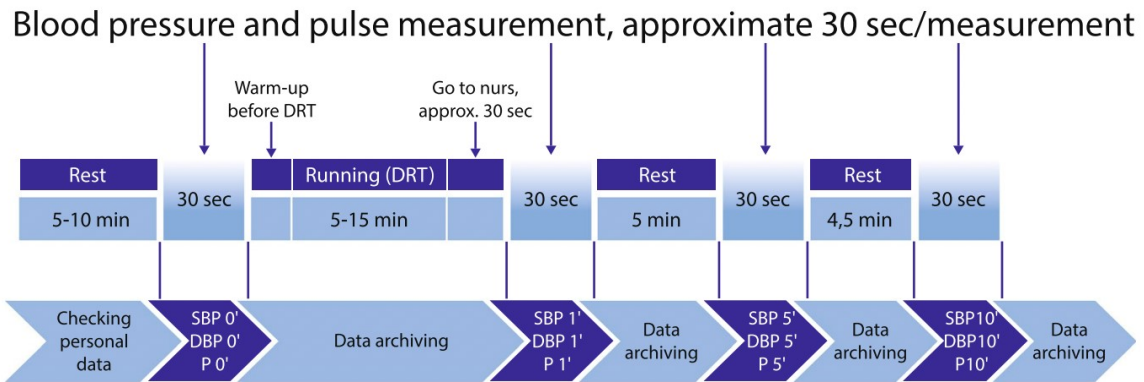 Blood pressure and pulse measurement, approximate 30 sec/measurement
Warm-up
before DRT
Go to nurs,
approx. 30 sec
Rest
5-10 min
30 sec
Running (DRT)
5-15 min
30 sec
Rest
5 min
30 sec
Rest
4,5 min
30 sec
Checking
personal
data
SBP 0'
DBP 0'
P 0'
Data archiving
SBP 1'
DBP 1'
P 1'
Data
archiving
SBP 5'
DBP 5'
P 5'
Data
archiving
SBP10'
DBP10'
P10'
Data
archiving